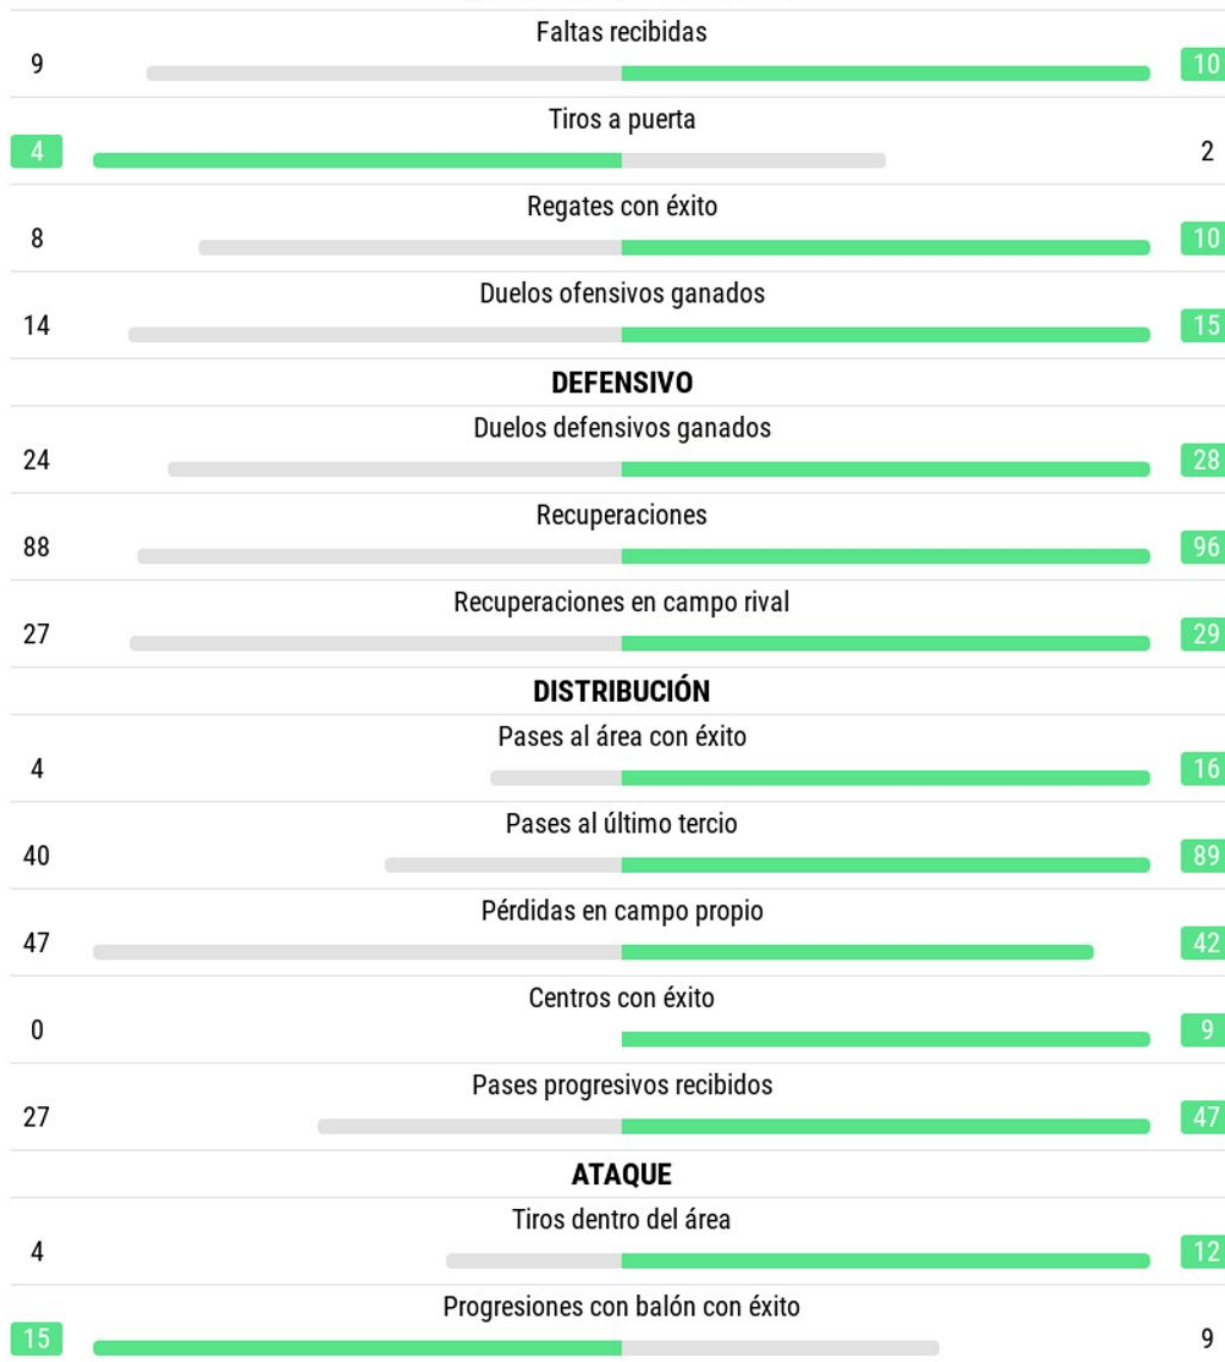 Faltas recibidas
9 10
Tiros a puerta
4 2
Regates con éxito
8 10
Duelos ofensivos ganados
14 15
DEFENSIVO
Duelos defensivos ganados
24 28
Recuperaciones
88 96
Recuperaciones en campo rival
27 29
DISTRIBUCIÓN
Pases al área con éxito
4 16
Pases al último tercio
40 89
Pérdidas en campo propio
47 42
Centros con éxito
0 9
Pases progresivos recibidos
27 47
ATAQUE
Tiros dentro del área
4 12
Progresiones con balón con éxito
15 9